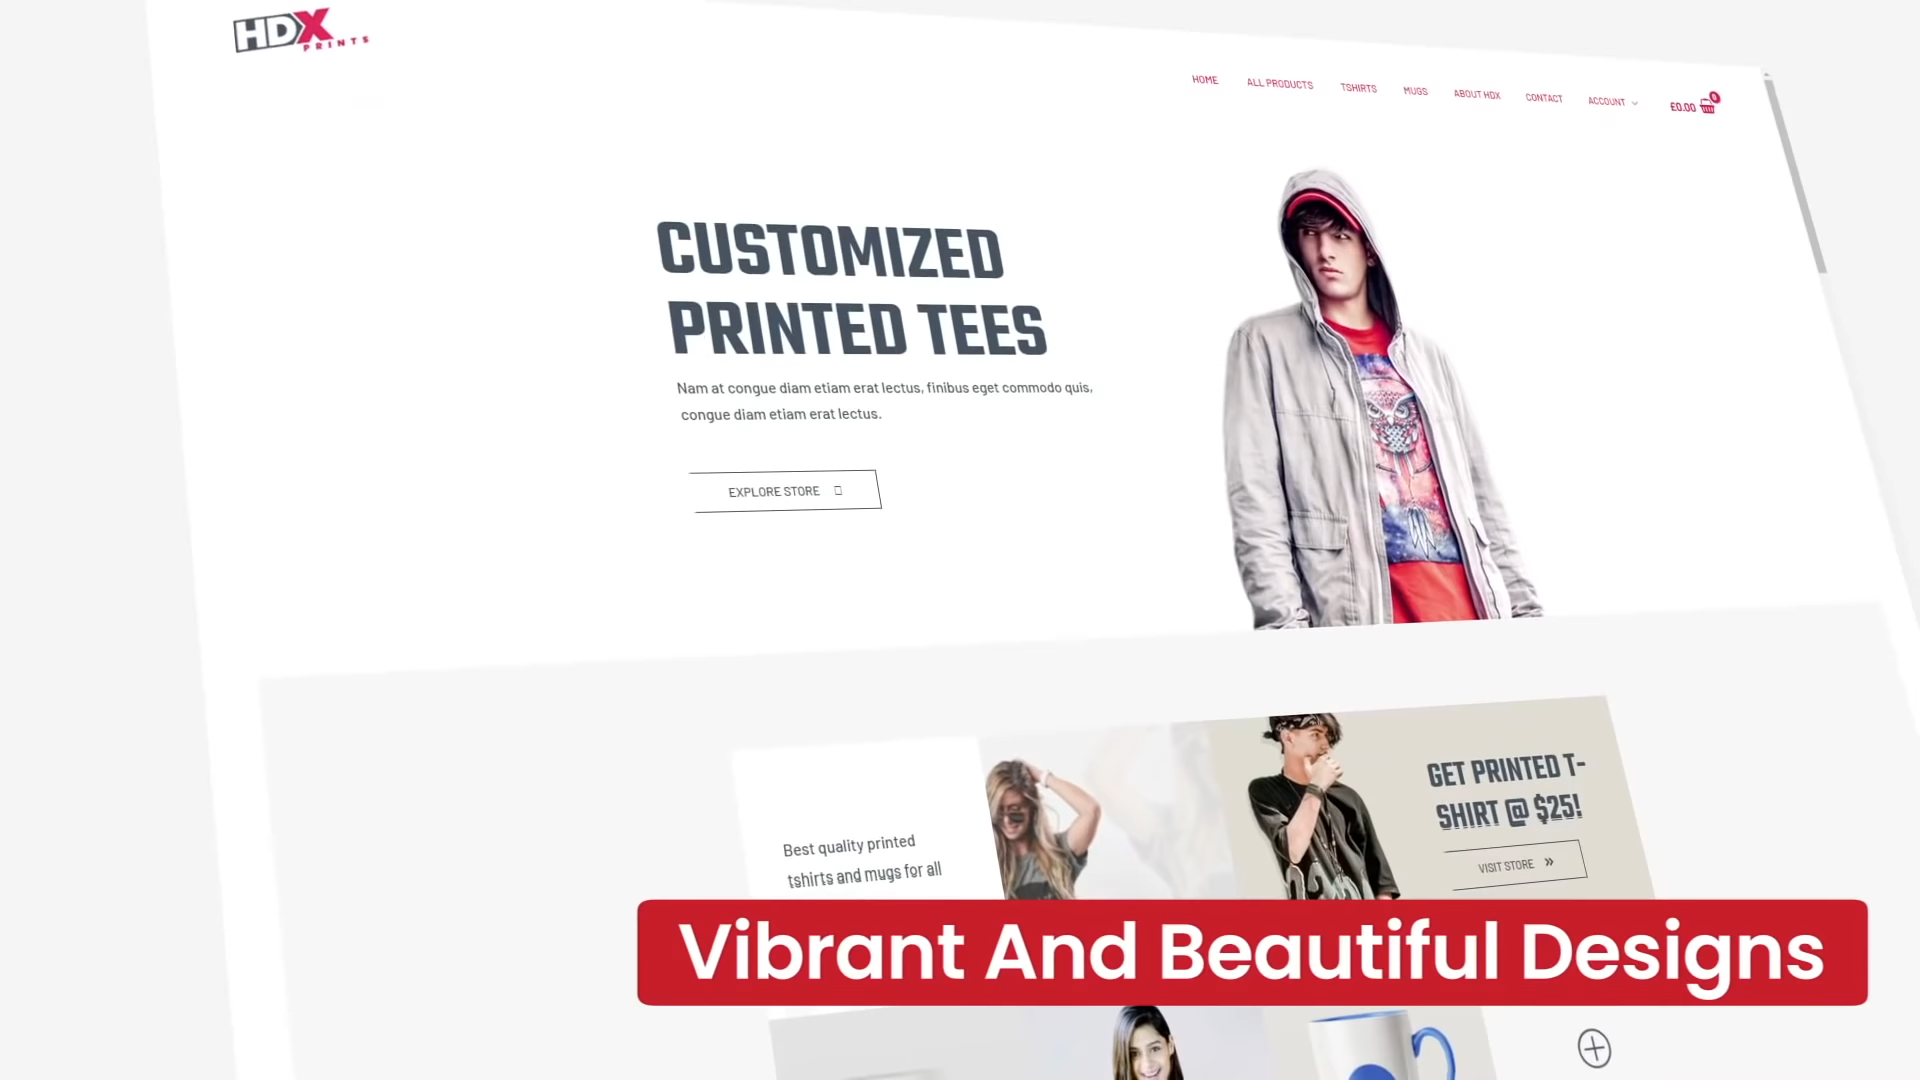 HDX
PRINTS
HOME ALL PRODUCTS TSHIRTS MUGS ABOUT HDX CONTACT ACCOUNT £0.00 0
CUSTOMIZED
PRINTED TEES
Nam at congue diam etiam erat lectus, finibus eget commodo quis,
congue diam etiam erat lectus.
EXPLORE STORE
GET PRINTED T-
SHIRT @ $25!
VISIT STORE »
Best quality printed
tshirts and mugs for all
Vibrant And Beautiful Designs